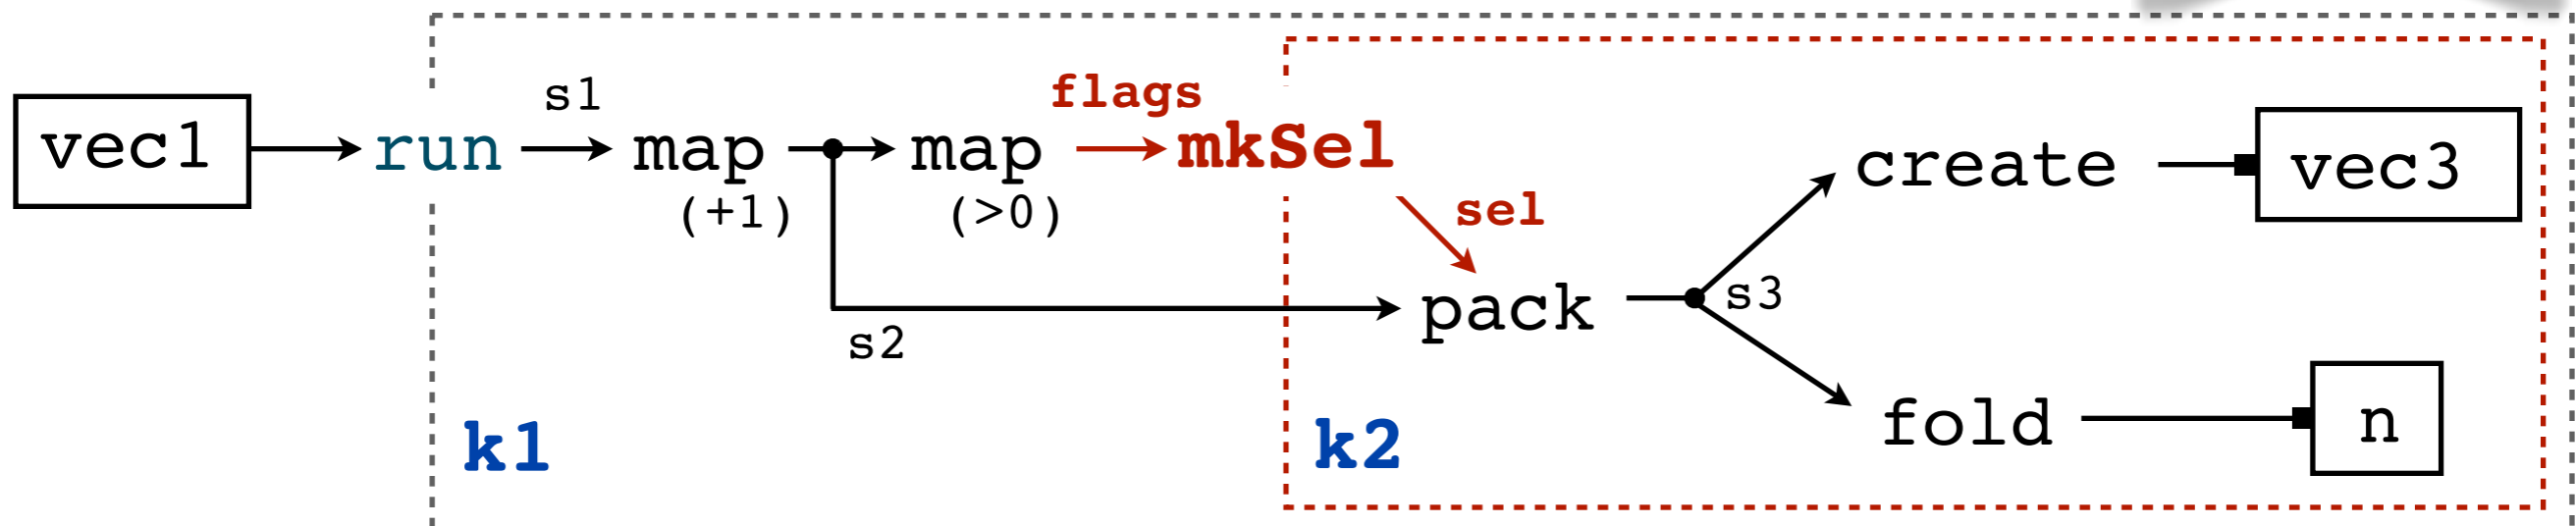 s1
flags
vec1
run
map
map
mkSel
create
vec3
(+1)
(>0)
sel
s2
pack
s3
k1
k2
fold
n